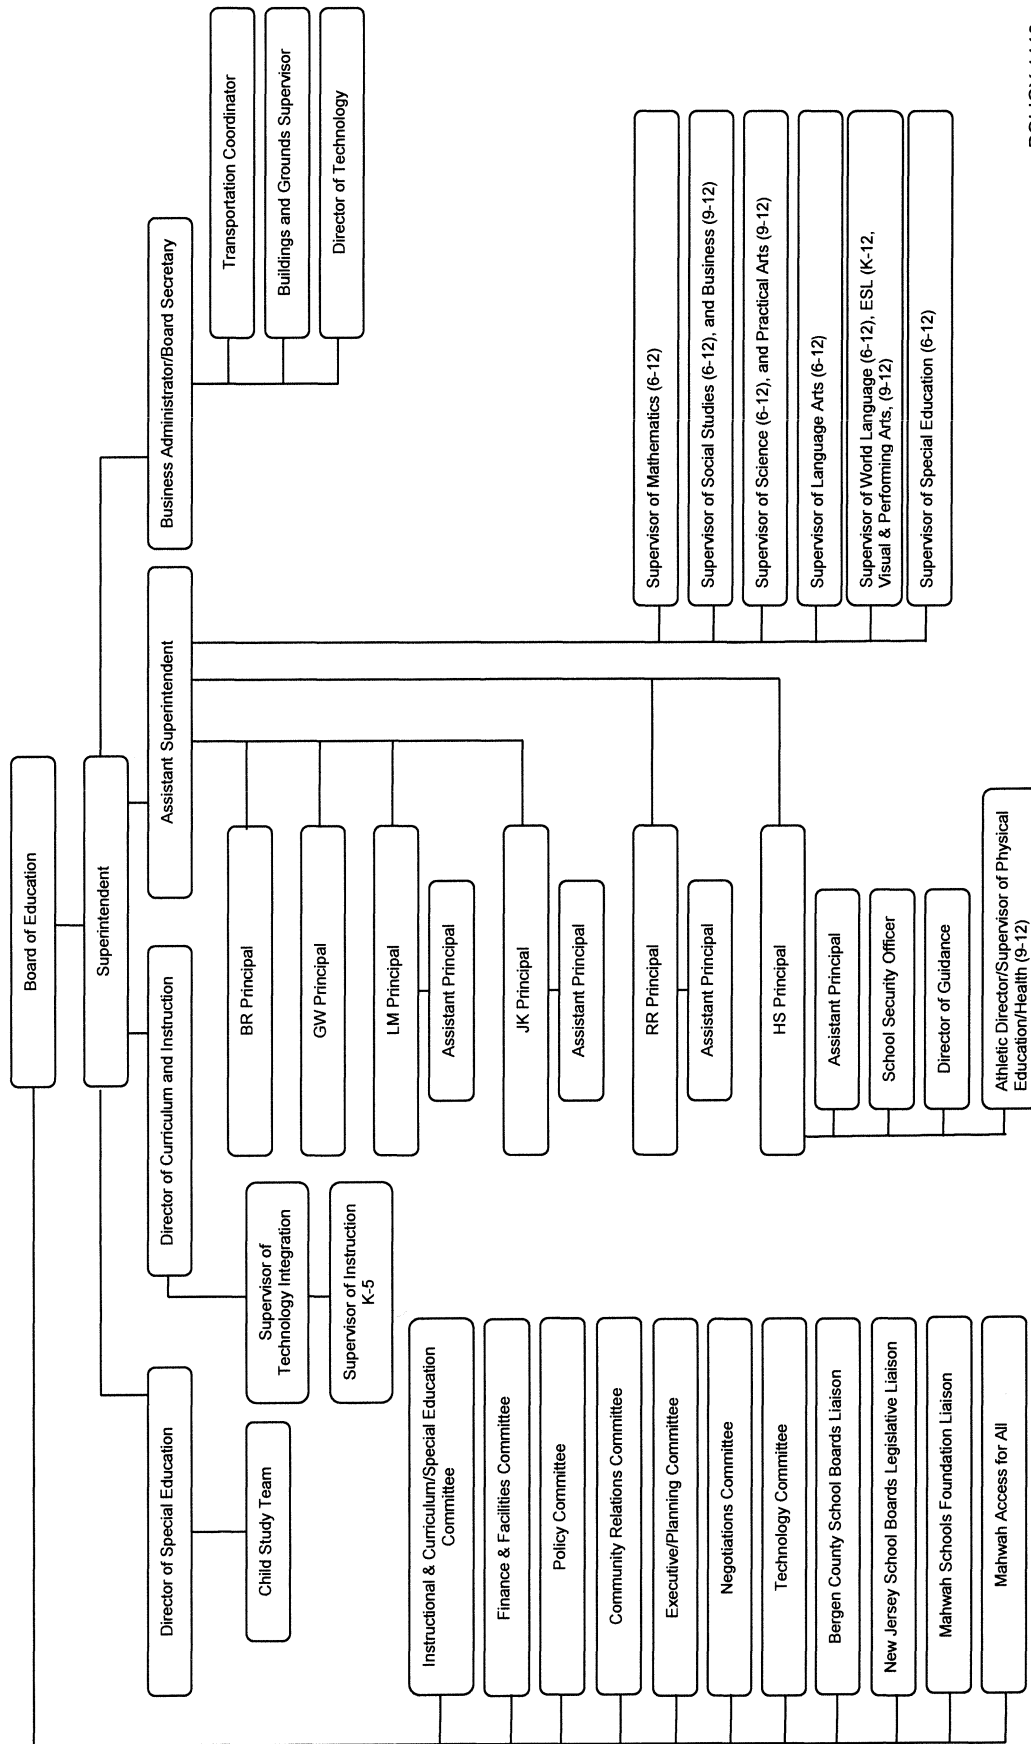 Board of Education
Superintendent
Director of Special Education
Child Study Team
Director of Curriculum and Instruction
Supervisor of
Technology Integration
Supervisor of Instruction
K-5
Assistant Superintendent
BR Principal
GW Principal
LM Principal
Assistant Principal
JK Principal
Assistant Principal
RR Principal
Assistant Principal
HS Principal
Assistant Principal
School Security Officer
Director of Guidance
Athletic Director/Supervisor of Physical
Education/Health (9-12)
Supervisor of Mathematics (6-12)
Supervisor of Social Studies (6-12), and Business (9-12)
Supervisor of Science (6-12), and Practical Arts (9-12)
Supervisor of Language Arts (6-12)
Supervisor of World Language (6-12), ESL (K-12,
Visual & Performing Arts, (9-12)
Supervisor of Special Education (6-12)
Business Administrator/Board Secretary
Transportation Coordinator
Buildings and Grounds Supervisor
Director of Technology
Instructional & Curriculum/Special Education
Committee
Finance & Facilities Committee
Policy Committee
Community Relations Committee
Executive/Planning Committee
Negotiations Committee
Technology Committee
Bergen County School Boards Liaison
New Jersey School Boards Legislative Liaison
Mahwah Schools Foundation Liaison
Mahwah Access for All